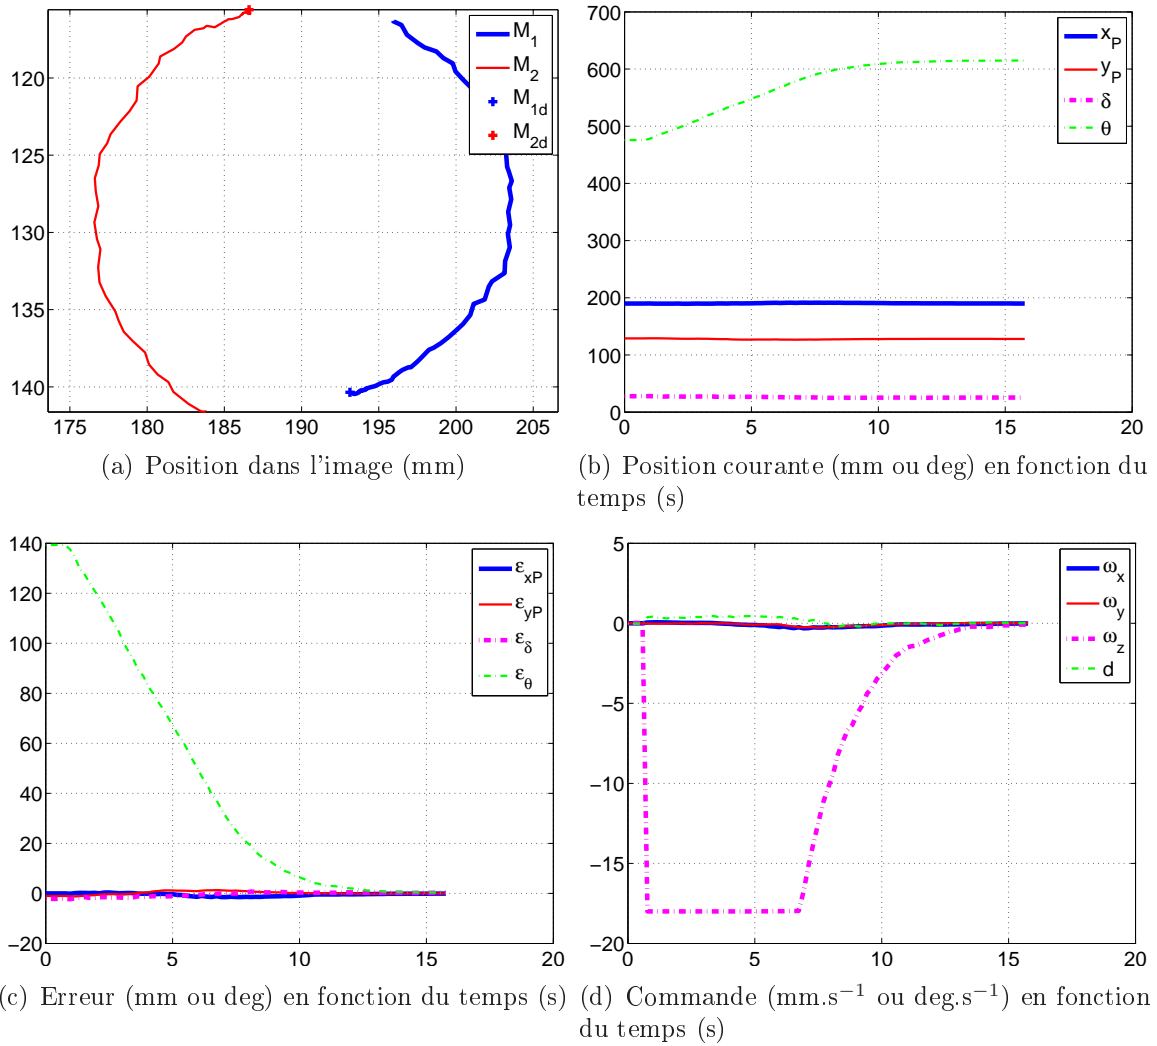 120
125
130
135
140
175 180 185 190 195 200 205
M1
M2
M1d
M2d
(a) Position dans l'image (mm)
700
600
500
400
300
200
100
0
0 5 10 15 20
xP
yP
δ
θ
(b) Position courante (mm ou deg) en fonction du
temps (s)
140
120
100
80
60
40
20
0
−20
0 5 10 15 20
εxP
εyP
εδ
εθ
(c) Erreur (mm ou deg) en fonction du temps (s)
5
0
−5
−10
−15
−20
0 5 10 15 20
ωx
ωy
ωz
d
(d) Commande (mm.s⁻¹ ou deg.s⁻¹) en fonction
du temps (s)